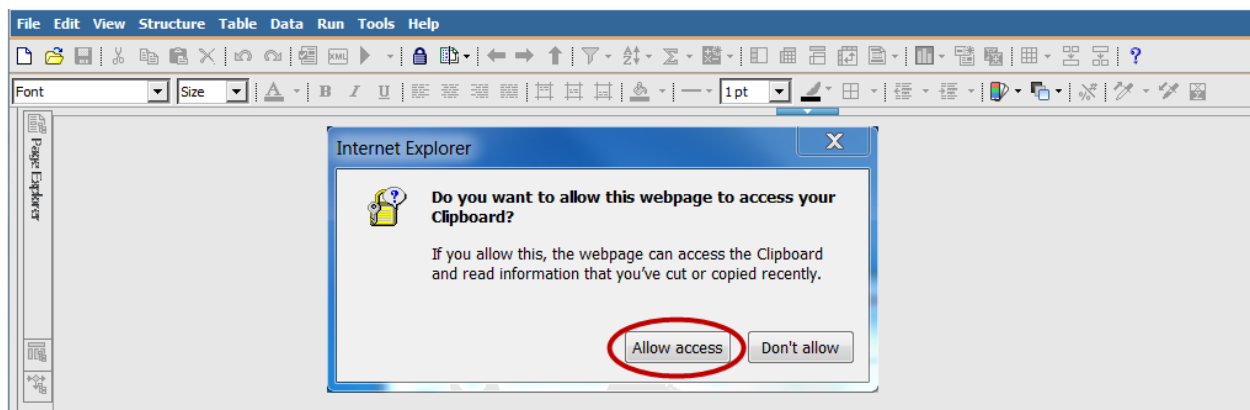 File Edit View Structure Table Data Run Tools Help
XML ?
Font Size A B I U 1 pt
Page Explorer
Internet Explorer X
Do you want to allow this webpage to access your
Clipboard?
If you allow this, the webpage can access the Clipboard
and read information that you've cut or copied recently.
Allow access Don't allow